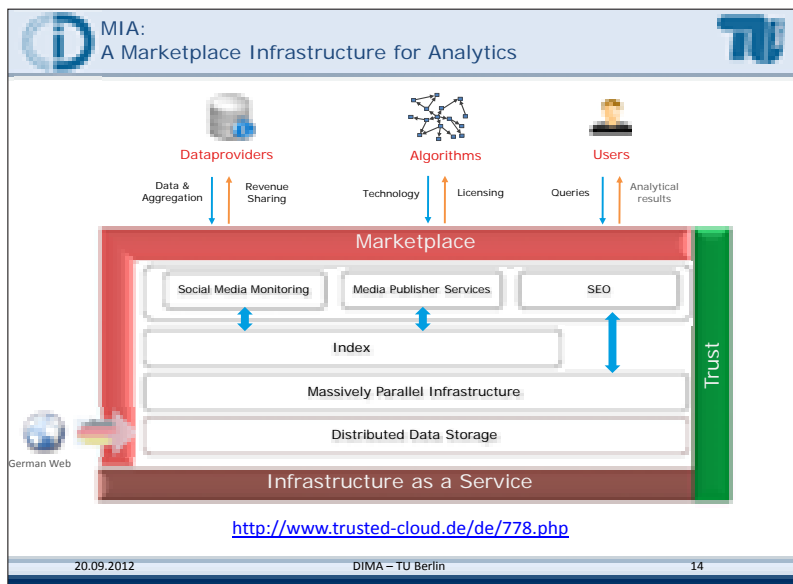 MIA:
A Marketplace Infrastructure for Analytics
Dataproviders
Algorithms
Users
Data &
Aggregation
Revenue
Sharing
Technology
Licensing
Queries
Analytical
results
Marketplace
Social Media Monitoring
Media Publisher Services
SEO
Index
Massively Parallel Infrastructure
Distributed Data Storage
Trust
German Web
Infrastructure as a Service
http://www.trusted-cloud.de/de/778.php
20.09.2012
DIMA – TU Berlin
14